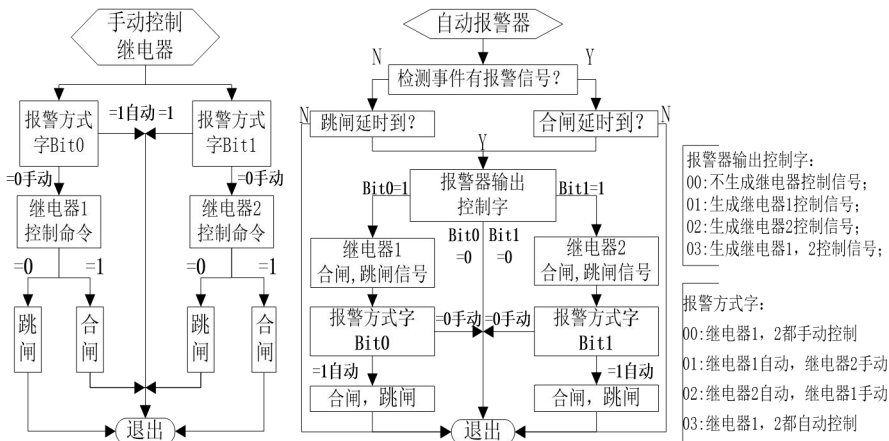 手动控制
继电器
报警方式
字Bit0
=1自动
=1
报警方式
字Bit1
=0手动
=0手动
继电器1
控制命令
继电器2
控制命令
=0
=1
=0
=1
跳闸
合闸
跳闸
合闸
退出
自动报警器
N
Y
检测事件有报警信号？
N
跳闸延时到？
合闸延时到？
N
Y
报警器输出
控制字
Bit0=1
Bit1=1
Bit0
=0
Bit1
=0
继电器1
合闸,跳闸信号
继电器2
合闸,跳闸信号
报警方式字
Bit0
=0手动
=0手动
报警方式字
Bit1
=1自动
=1自动
合闸，跳闸
合闸，跳闸
退出
报警器输出控制字：
00:不生成继电器控制信号；
01:生成继电器1控制信号；
02:生成继电器2控制信号；
03:生成继电器1，2控制信号；
报警方式字：
00:继电器1，2都手动控制
01:继电器1自动，继电器2手动
02:继电器2自动，继电器1手动
03:继电器1，2都自动控制